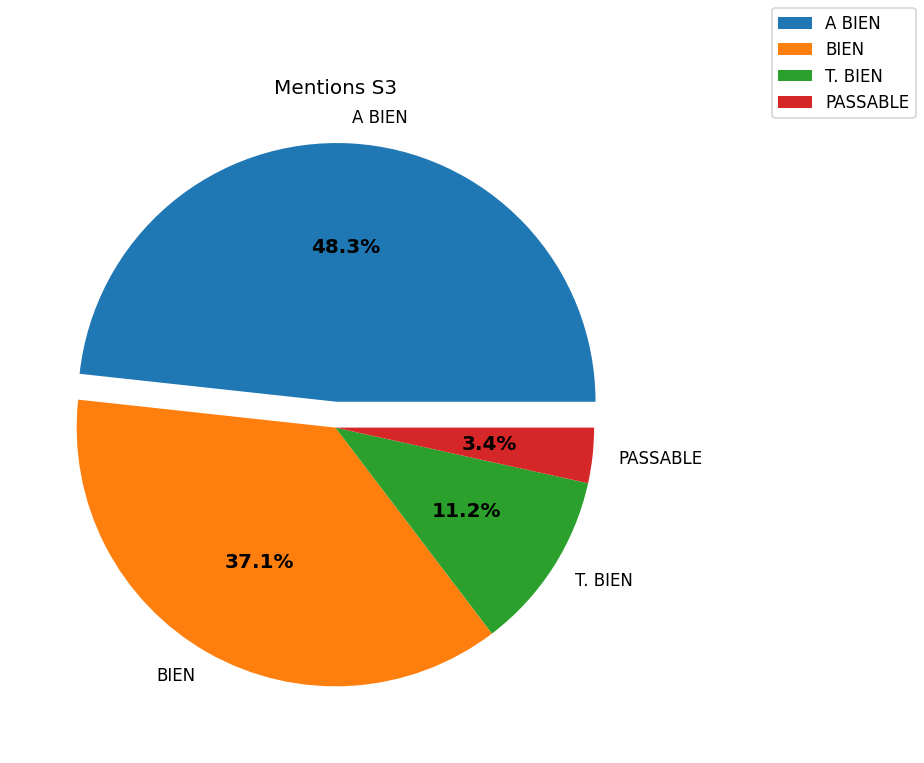 A BIEN
BIEN
T. BIEN
PASSABLE
Mentions S3
A BIEN
48.3%
3.4%
PASSABLE
11.2%
37.1%
T. BIEN
BIEN